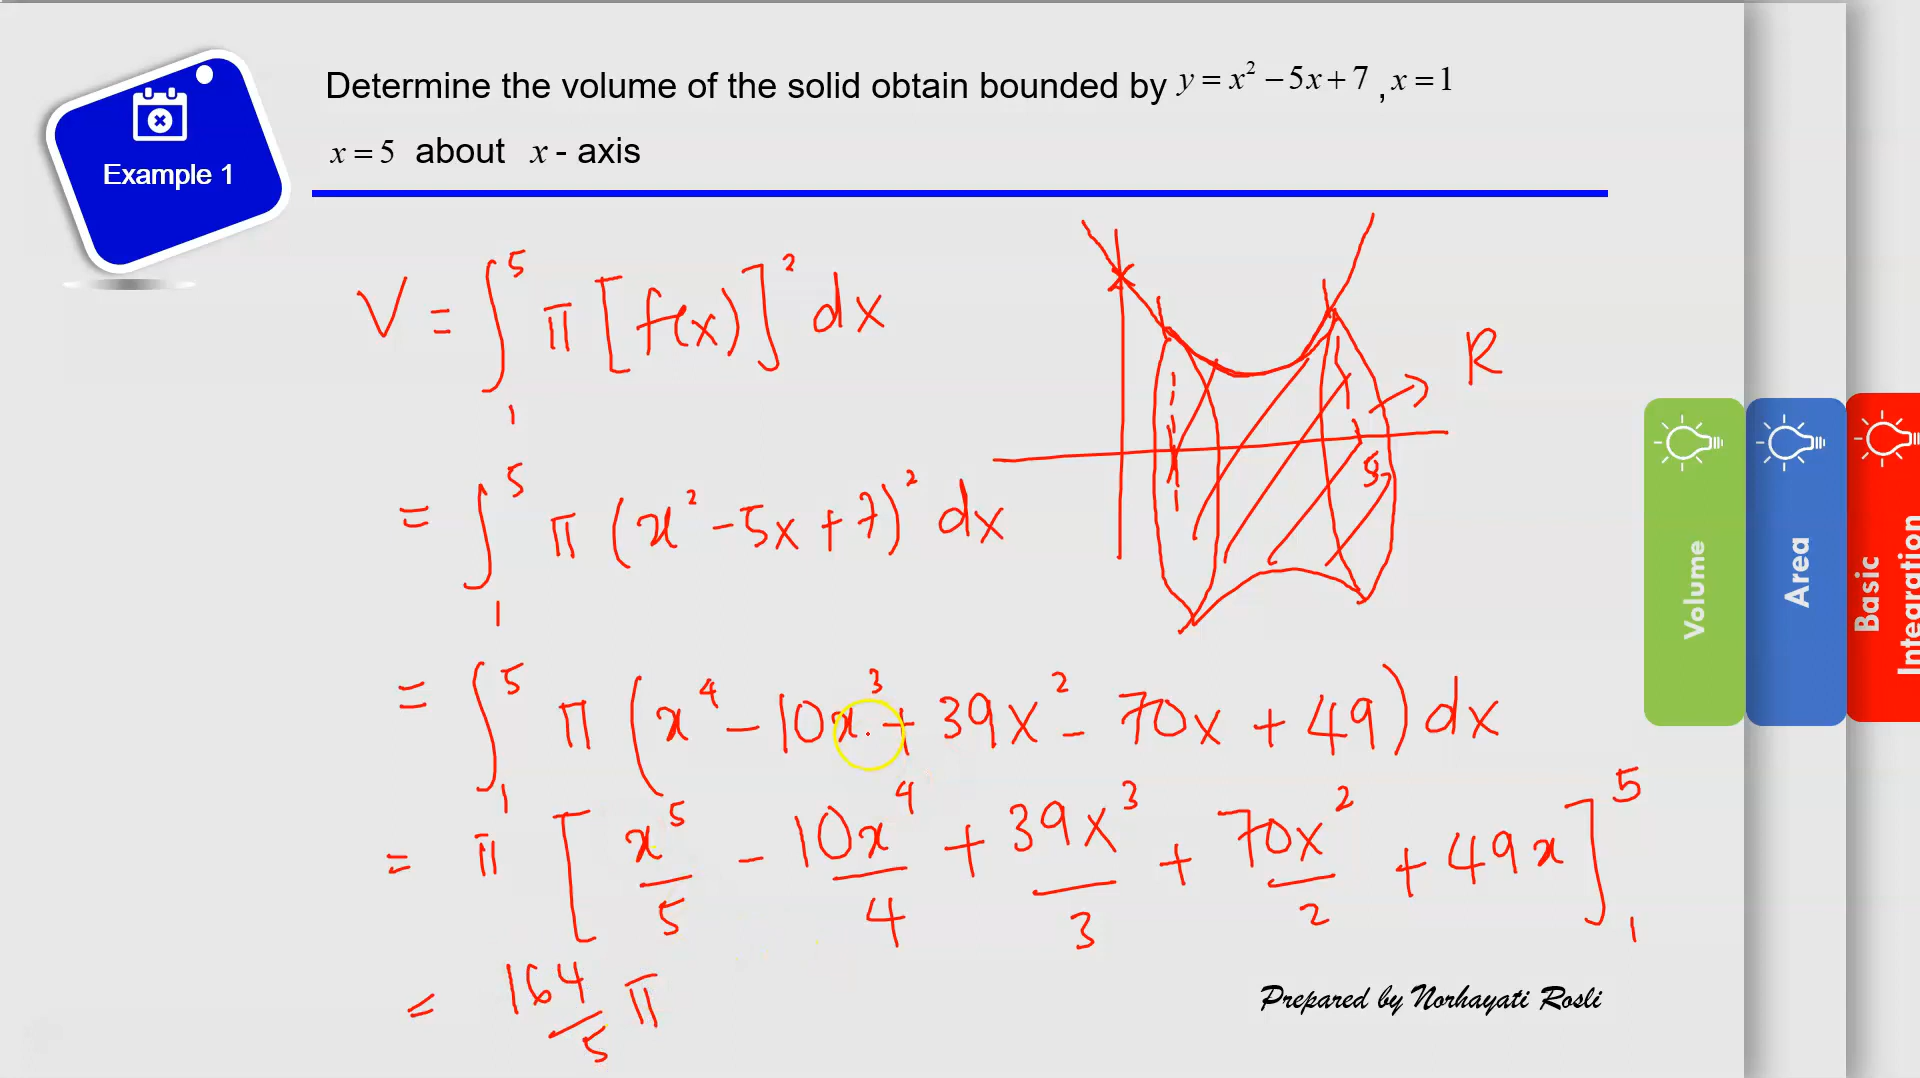 Determine the volume of the solid obtain bounded by y = x² − 5x + 7 , x = 1
x = 5 about x - axis
Example 1
V = ∫₁⁵ π [f(x)]² dx
= ∫₁⁵ π (x² − 5x + 7)² dx
= ∫₁⁵ π (x⁴ − 10x³ + 39x² − 70x + 49) dx
= π [x⁵/5 − 10x⁴/4 + 39x³/3 + 70x²/2 + 49x]₁⁵
= 164/5 π
R
1
5
Volume
Area
Basic
Integration
Prepared by Norhayati Rosli